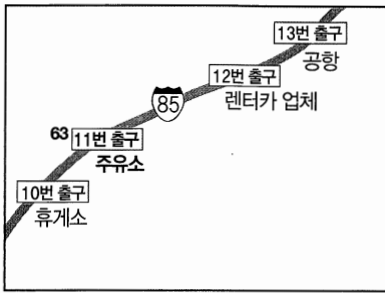 13번 출구
공항
12번 출구
렌터카 업체
85
63 11번 출구
주유소
10번 출구
휴게소